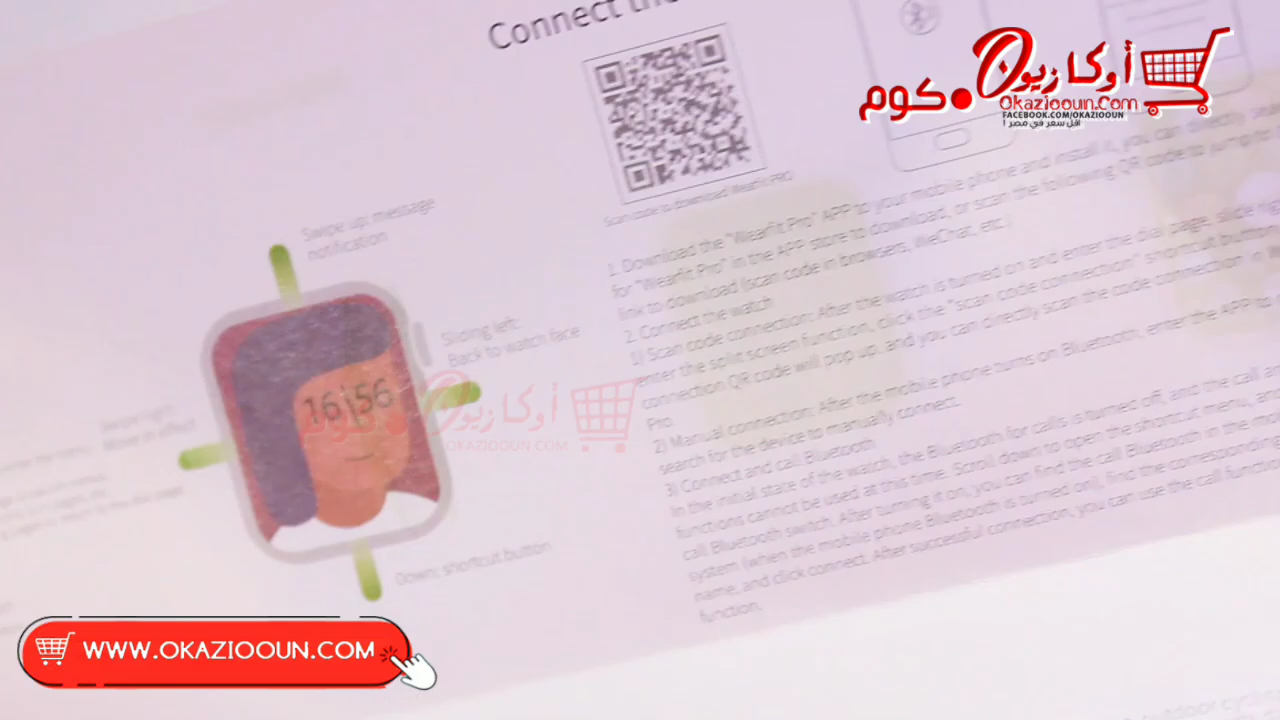 Connect the
أوكازيون.كوم
OkazioOun.Com
FACEBOOK.COM/OKAZIOOUN
اقل سعر في مصر !
Scan code to download Wearfit PRO
Swipe up: message
notification
Sliding left:
Back to watch face
16:56
Down: shortcut button
أوكازيون.كوم
OKAZIOOUN.COM
1. Download the "Wearfit Pro" APP to your mobile phone and install it, you can directly
for "Wearfit Pro" in the APP store to download, or scan the following QR code to jump to
link to download (scan code in browsers, WeChat, etc.)
2. Connect the watch
1) Scan code connection: After the watch is turned on and enter the dial page, slide
enter the split screen function, click the "scan code connection" shortcut button
connection QR code will pop up, and you can directly scan the code connection in
Pro.
2) Manual connection: After the mobile phone turns on Bluetooth, enter the APP to
search for the device to manually connect.
3) Connect and call Bluetooth
In the initial state of the watch, the Bluetooth for calls is turned off, and the call and
functions cannot be used at this time. Scroll down to open the shortcut menu, and
call Bluetooth switch. After turning it on, you can find the call Bluetooth in the
system (when the mobile phone Bluetooth is turned on), find the corresponding
name, and click connect. After successful connection, you can use the call
function.
WWW.OKAZIOOUN.COM